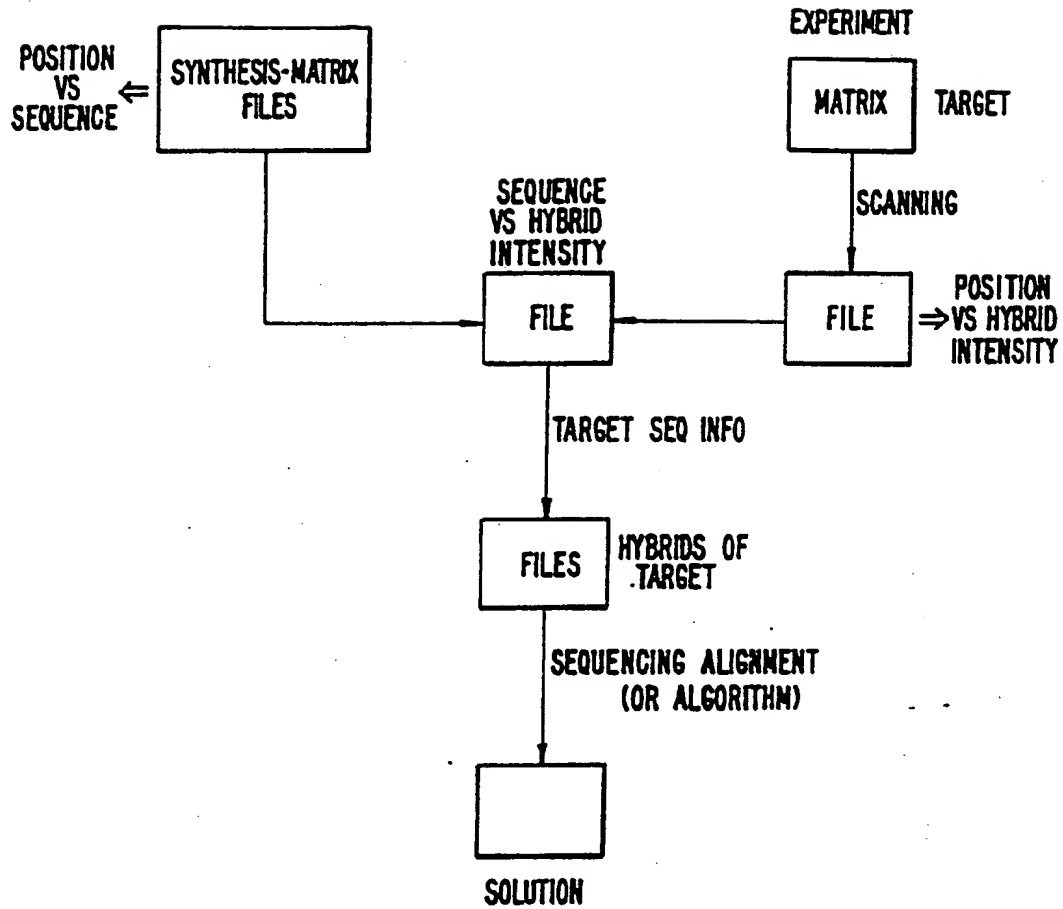 EXPERIMENT
POSITION
VS
SEQUENCE
SYNTHESIS-MATRIX
FILES
MATRIX
TARGET
SCANNING
SEQUENCE
VS HYBRID
INTENSITY
FILE
FILE
POSITION
VS HYBRID
INTENSITY
TARGET SEQ INFO
FILES
HYBRIDS OF
TARGET
SEQUENCING ALIGNMENT
(OR ALGORITHM)
SOLUTION